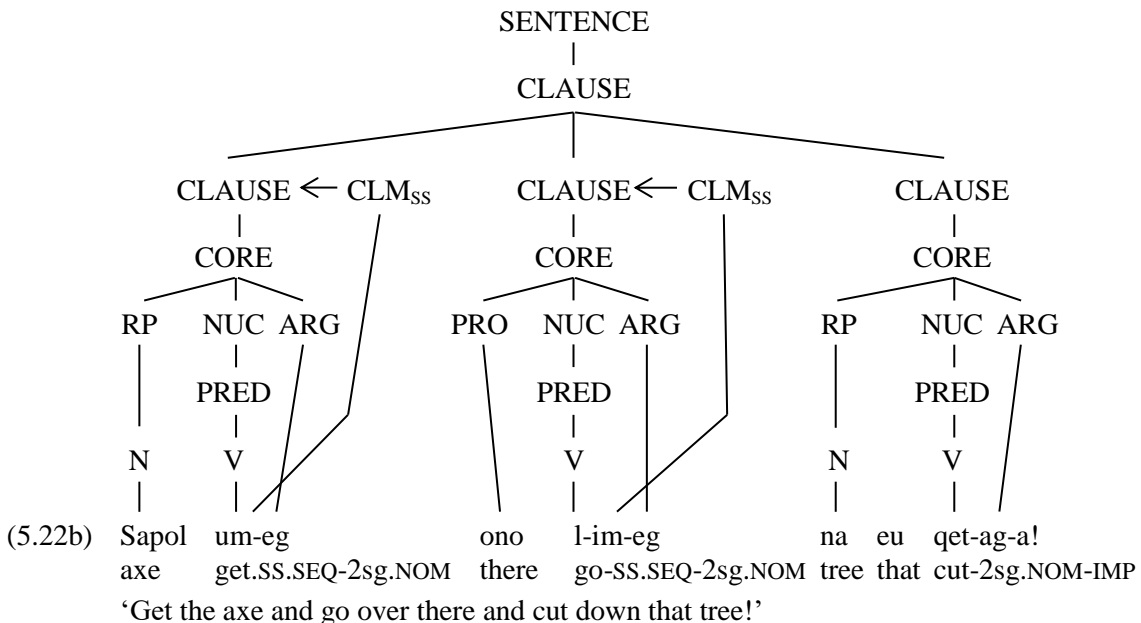 SENTENCE
CLAUSE
CLAUSE CLM_SS CLAUSE CLM_SS CLAUSE
CORE CORE CORE
RP NUC ARG PRO NUC ARG RP NUC ARG
PRED PRED PRED
N V V N V
(5.22b) Sapol um-eg ono l-im-eg na eu qet-ag-a!
axe get.SS.SEQ-2sg.NOM there go-SS.SEQ-2sg.NOM tree that cut-2sg.NOM-IMP
‘Get the axe and go over there and cut down that tree!’